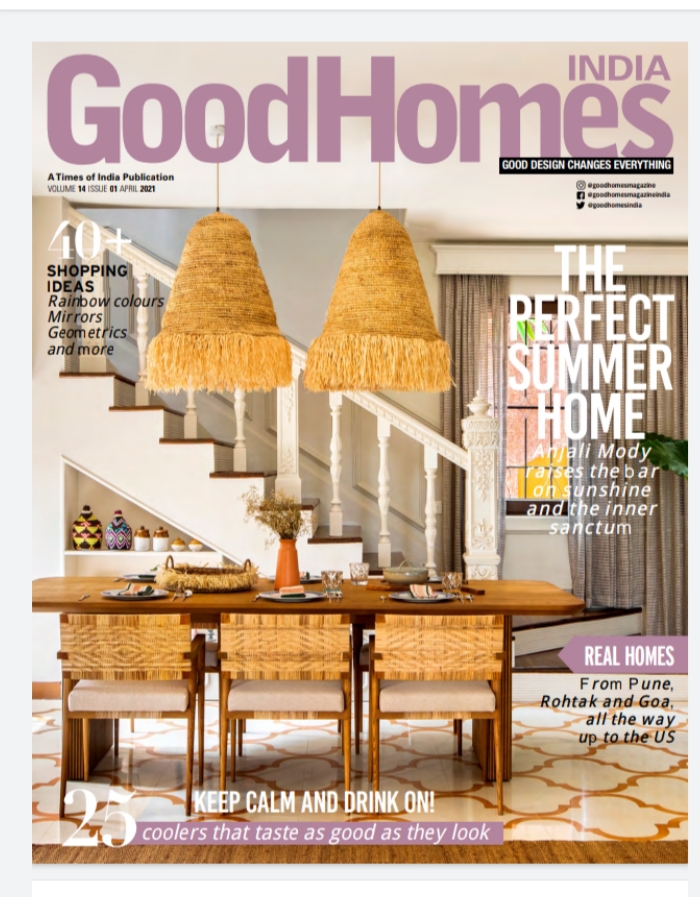 INDIA
GoodHomes
GOOD DESIGN CHANGES EVERYTHING
A Times of India Publication
VOLUME 14 ISSUE 01 APRIL 2021
@goodhomesmagazine
@goodhomesmagazineindia
@goodhomesindia
40+
SHOPPING
IDEAS
Rainbow colours
Mirrors
Geometrics
and more
THE
PERFECT
SUMMER
HOME
Anjali Mody
raises the bar
on sunshine
and the inner
sanctum
REAL HOMES
From Pune,
Rohtak and Goa,
all the way
up to the US
25
KEEP CALM AND DRINK ON!
coolers that taste as good as they look